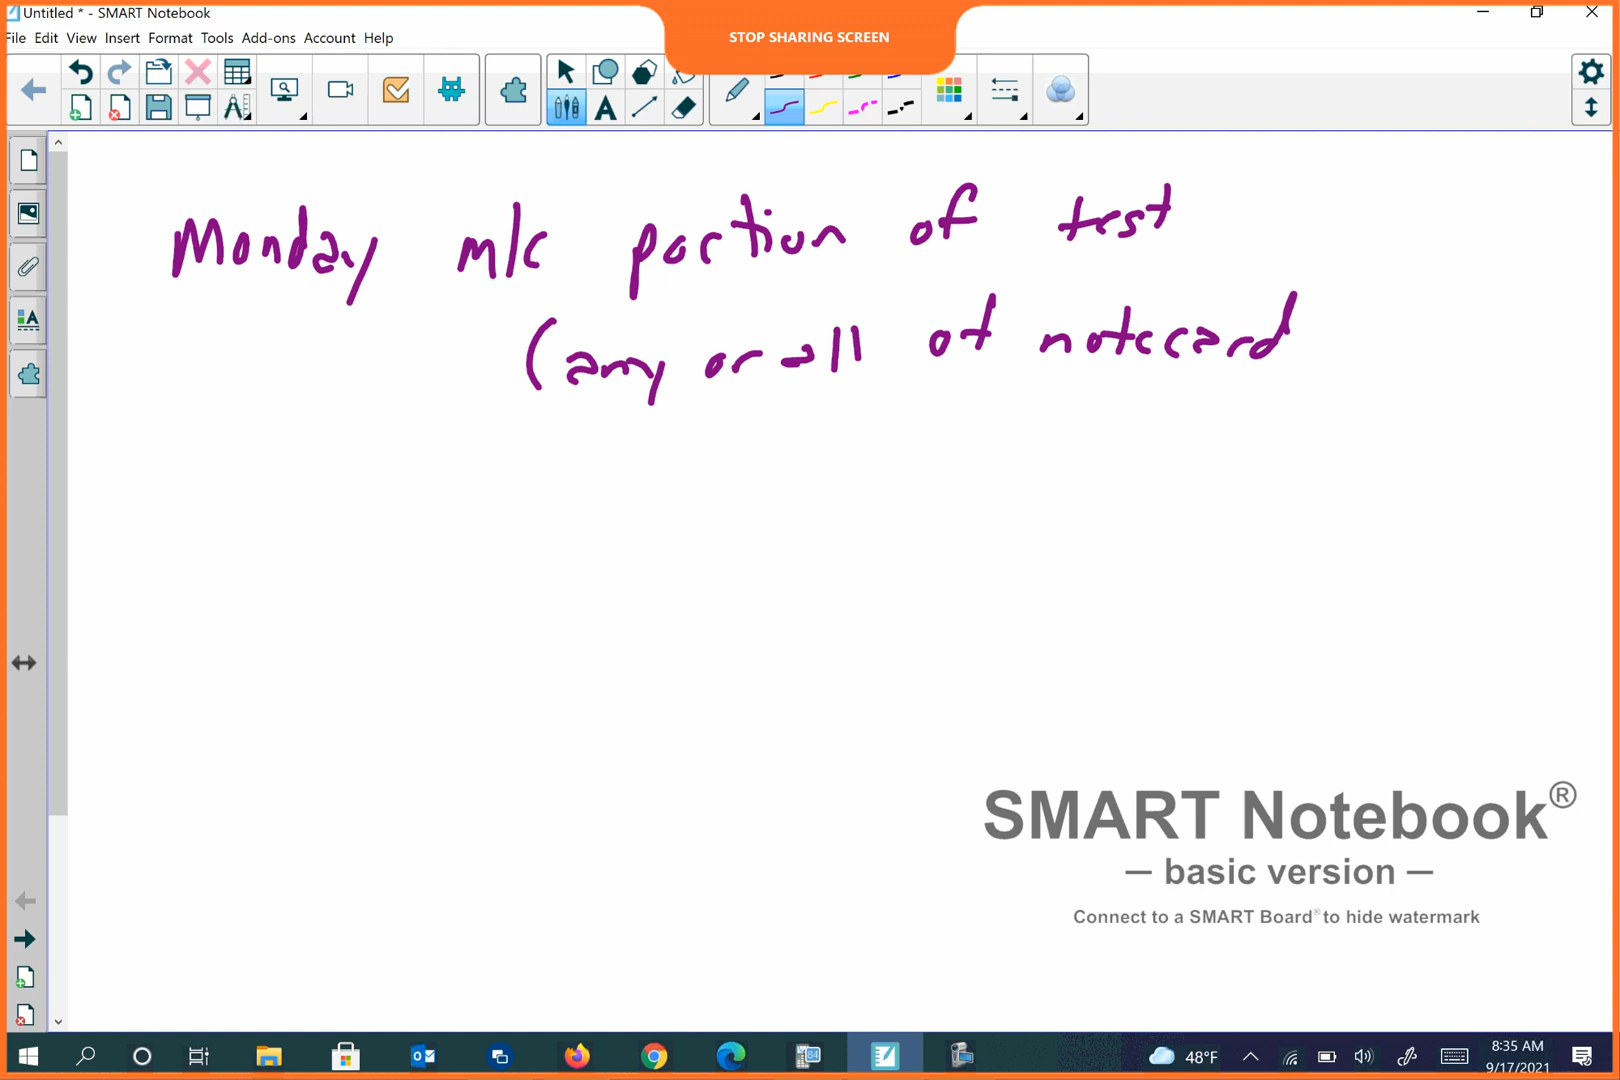 Untitled * - SMART Notebook
STOP SHARING SCREEN
File Edit View Insert Format Tools Add-ons Account Help
Monday m/c portion of test
(any or all of notecard
SMART Notebook®
— basic version —
Connect to a SMART Board® to hide watermark
84
48°F
8:35 AM
9/17/2021